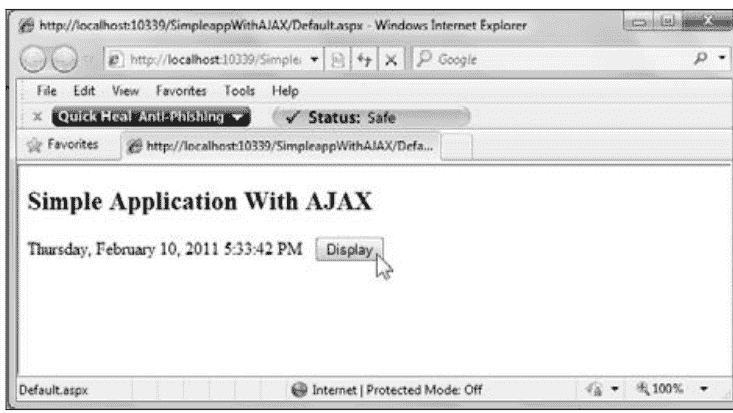 http://localhost:10339/SimpleappWithAJAX/Default.aspx - Windows Internet Explorer
http://localhost:10339/Simple
Google
File Edit View Favorites Tools Help
x Quick Heal Anti-Phishing Status: Safe
Favorites http://localhost:10339/SimpleappWithAJAX/Defa...
Simple Application With AJAX
Thursday, February 10, 2011 5:33:42 PM Display
Default.aspx Internet | Protected Mode: Off 100%